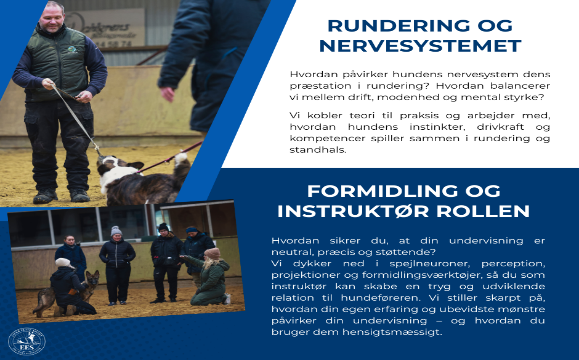 RUNDERING OG
NERVESYSTEMET
Hvordan påvirker hundens nervesystem dens
præstation i rundering? Hvordan balancerer
vi mellem drift, modenhed og mental styrke?
Vi kobler teori til praksis og arbejder med,
hvordan hundens instinkter, drivkraft og
kompetencer spiller sammen i rundering og
standhals.
FORMIDLING OG
INSTRUKTØR ROLLEN
Hvordan sikrer du, at din undervisning er
neutral, præcis og støttende?
Vi dykker ned i spejlneuroner, perception,
projektioner og formidlingsværktøjer, så du som
instruktør kan skabe en tryg og udviklende
relation til hundeføreren. Vi stiller skarpt på,
hvordan din egen erfaring og ubevidste mønstre
påvirker din undervisning – og hvordan du
bruger dem hensigtsmæssigt.